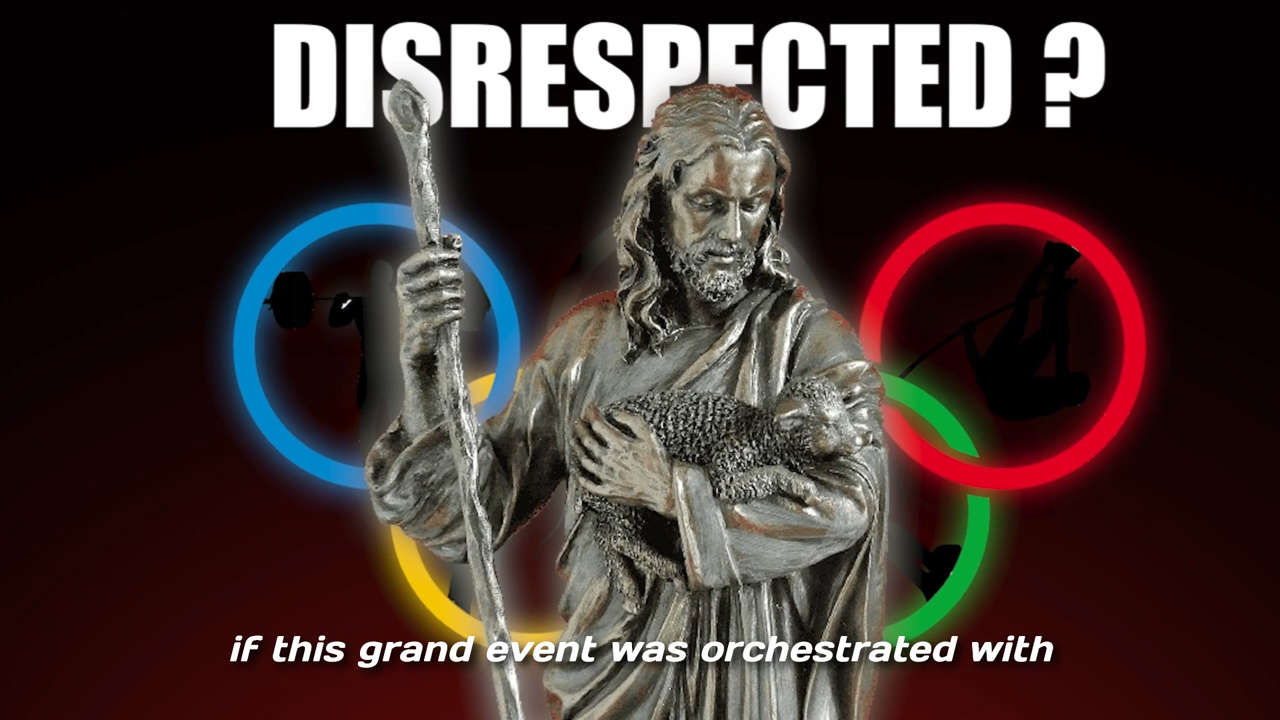 DISRESPECTED ?
if this grand event was orchestrated with